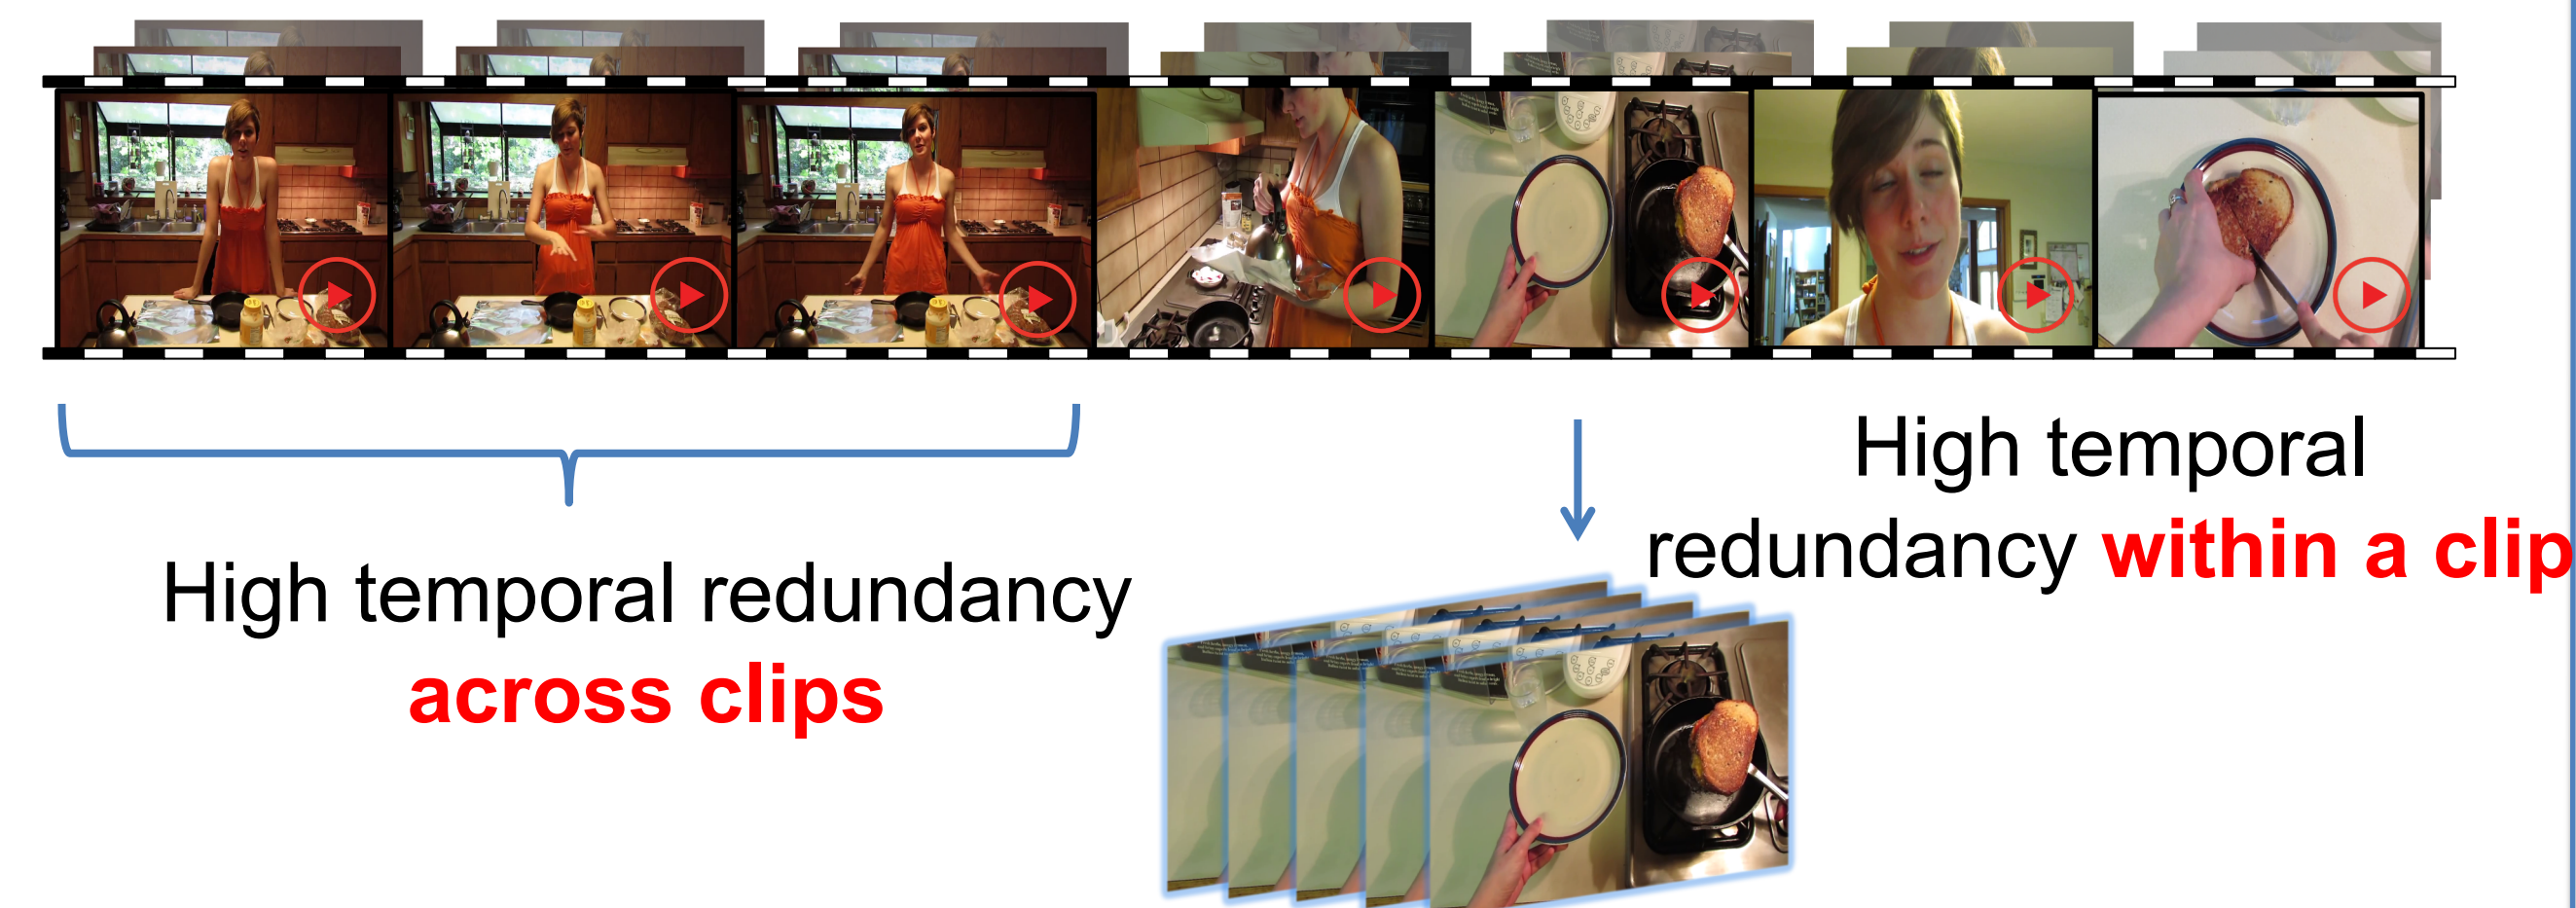 High temporal redundancy
across clips
High temporal
redundancy within a clip